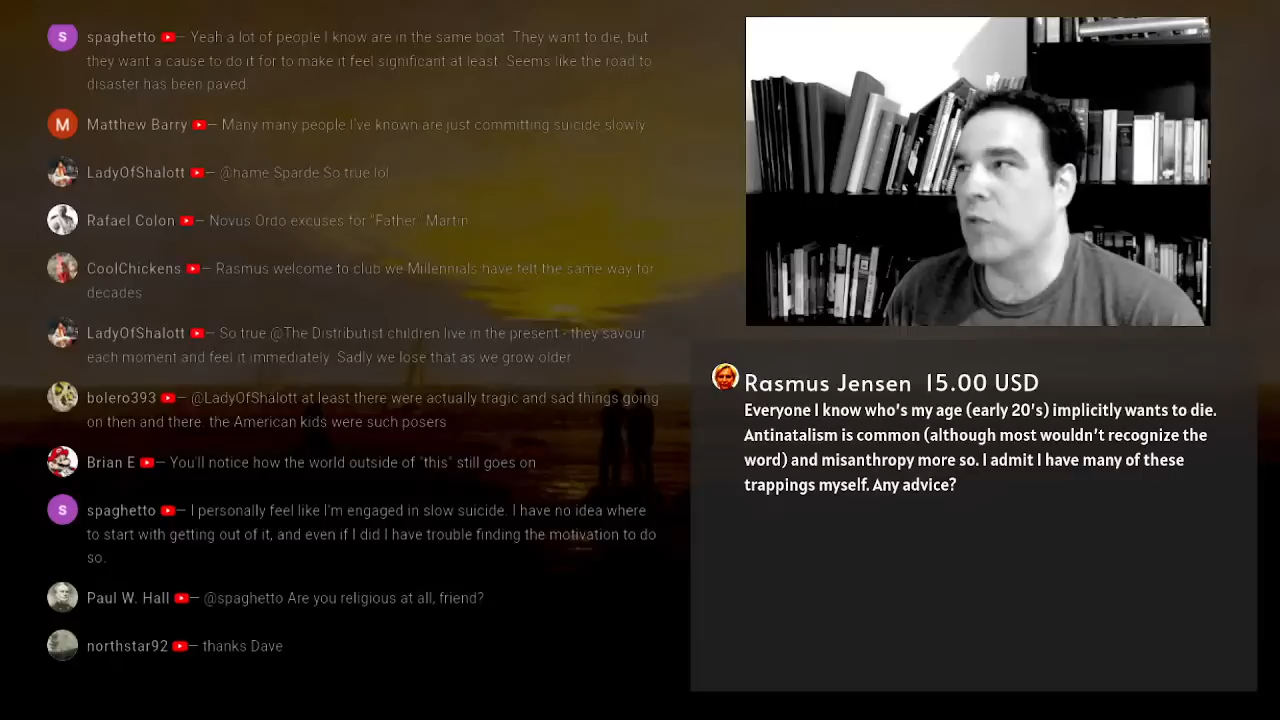 S
spaghetto — Yeah a lot of people I know are in the same boat. They want to die, but
they want a cause to do it for to make it feel significant at least. Seems like the road to
disaster has been paved.
M
Matthew Barry — Many many people I've known are just committing suicide slowly
LadyOfShalott — @hame Sparde So true lol
Rafael Colon — Novus Ordo excuses for "Father" Martin
CoolChickens — Rasmus welcome to club we Millennials have felt the same way for
decades
LadyOfShalott — So true @The Distributist children live in the present - they savour
each moment and feel it immediately. Sadly we lose that as we grow older
bolero393 — @LadyOfShalott at least there were actually tragic and sad things going
on then and there. the American kids were such posers
Brian E — You'll notice how the world outside of "this" still goes on
S
spaghetto — I personally feel like I'm engaged in slow suicide. I have no idea where
to start with getting out of it, and even if I did I have trouble finding the motivation to do
so.
Paul W. Hall — @spaghetto Are you religious at all, friend?
northstar92 — thanks Dave
Rasmus Jensen 15.00 USD
Everyone I know who's my age (early 20's) implicitly wants to die.
Antinatalism is common (although most wouldn't recognize the
word) and misanthropy more so. I admit I have many of these
trappings myself. Any advice?